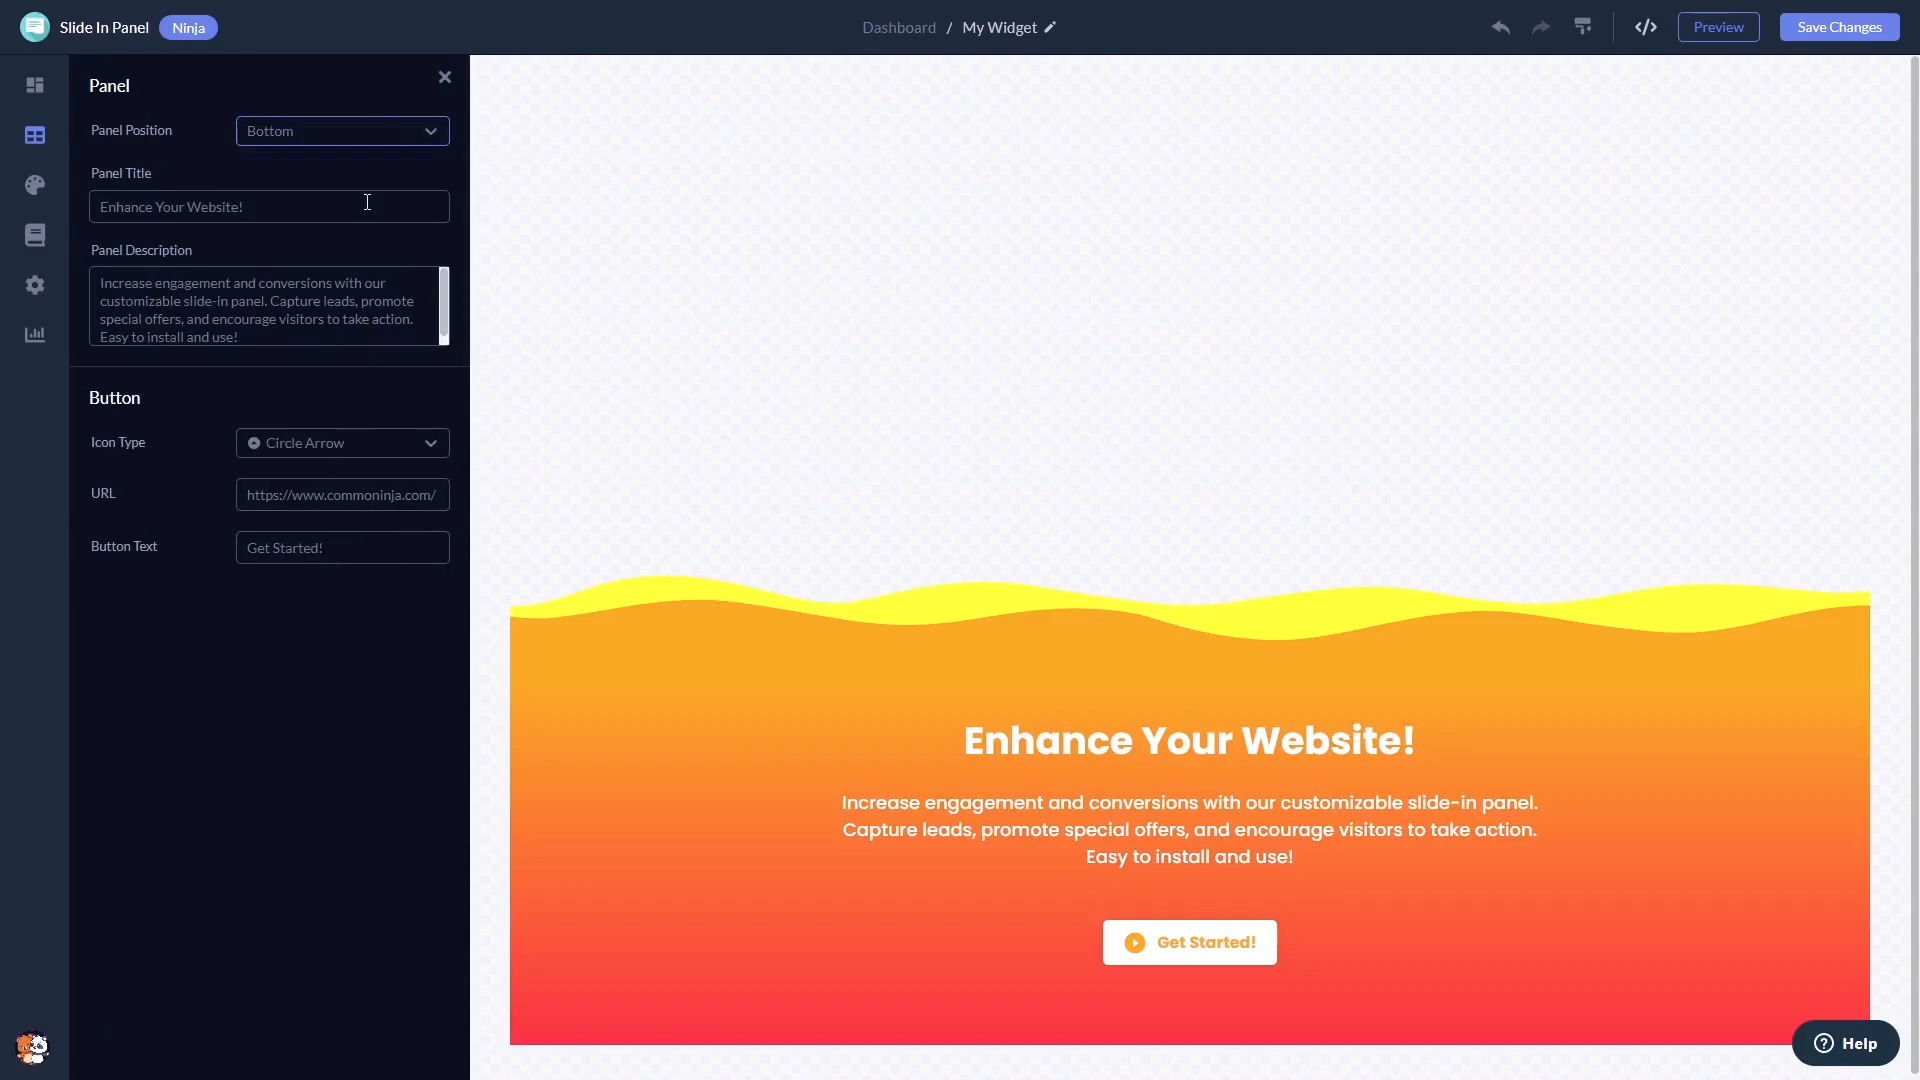 Slide In Panel
Ninja
Dashboard / My Widget
Preview
Save Changes
Panel
Panel Position
Bottom
Panel Title
Enhance Your Website!
Panel Description
Increase engagement and conversions with our
customizable slide-in panel. Capture leads, promote
special offers, and encourage visitors to take action.
Easy to install and use!
Button
Icon Type
Circle Arrow
URL
https://www.commoninja.com/
Button Text
Get Started!
Enhance Your Website!
Increase engagement and conversions with our customizable slide-in panel.
Capture leads, promote special offers, and encourage visitors to take action.
Easy to install and use!
Get Started!
Help